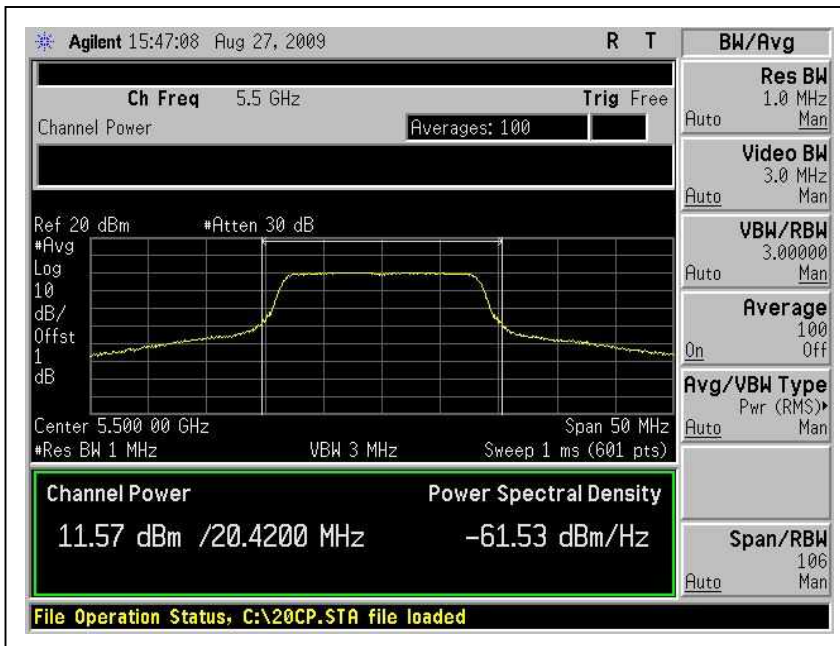 Agilent 15:47:08 Aug 27, 2009 R T
BW/Avg
Ch Freq 5.5 GHz Trig Free
Channel Power Averages: 100
Ref 20 dBm #Atten 30 dB
#Avg
Log
10
dB/
Offst
1
dB
Center 5.500 00 GHz Span 50 MHz
#Res BW 1 MHz VBW 3 MHz Sweep 1 ms (601 pts)
Channel Power Power Spectral Density
11.57 dBm /20.4200 MHz -61.53 dBm/Hz
File Operation Status, C:\20CP.STA file loaded
Res BW
1.0 MHz
Auto Man
Video BW
3.0 MHz
Auto Man
VBW/RBW
3.00000
Auto Man
Average
100
On Off
Avg/VBW Type
Pwr (RMS)▸
Auto Man
Span/RBW
106
Auto Man